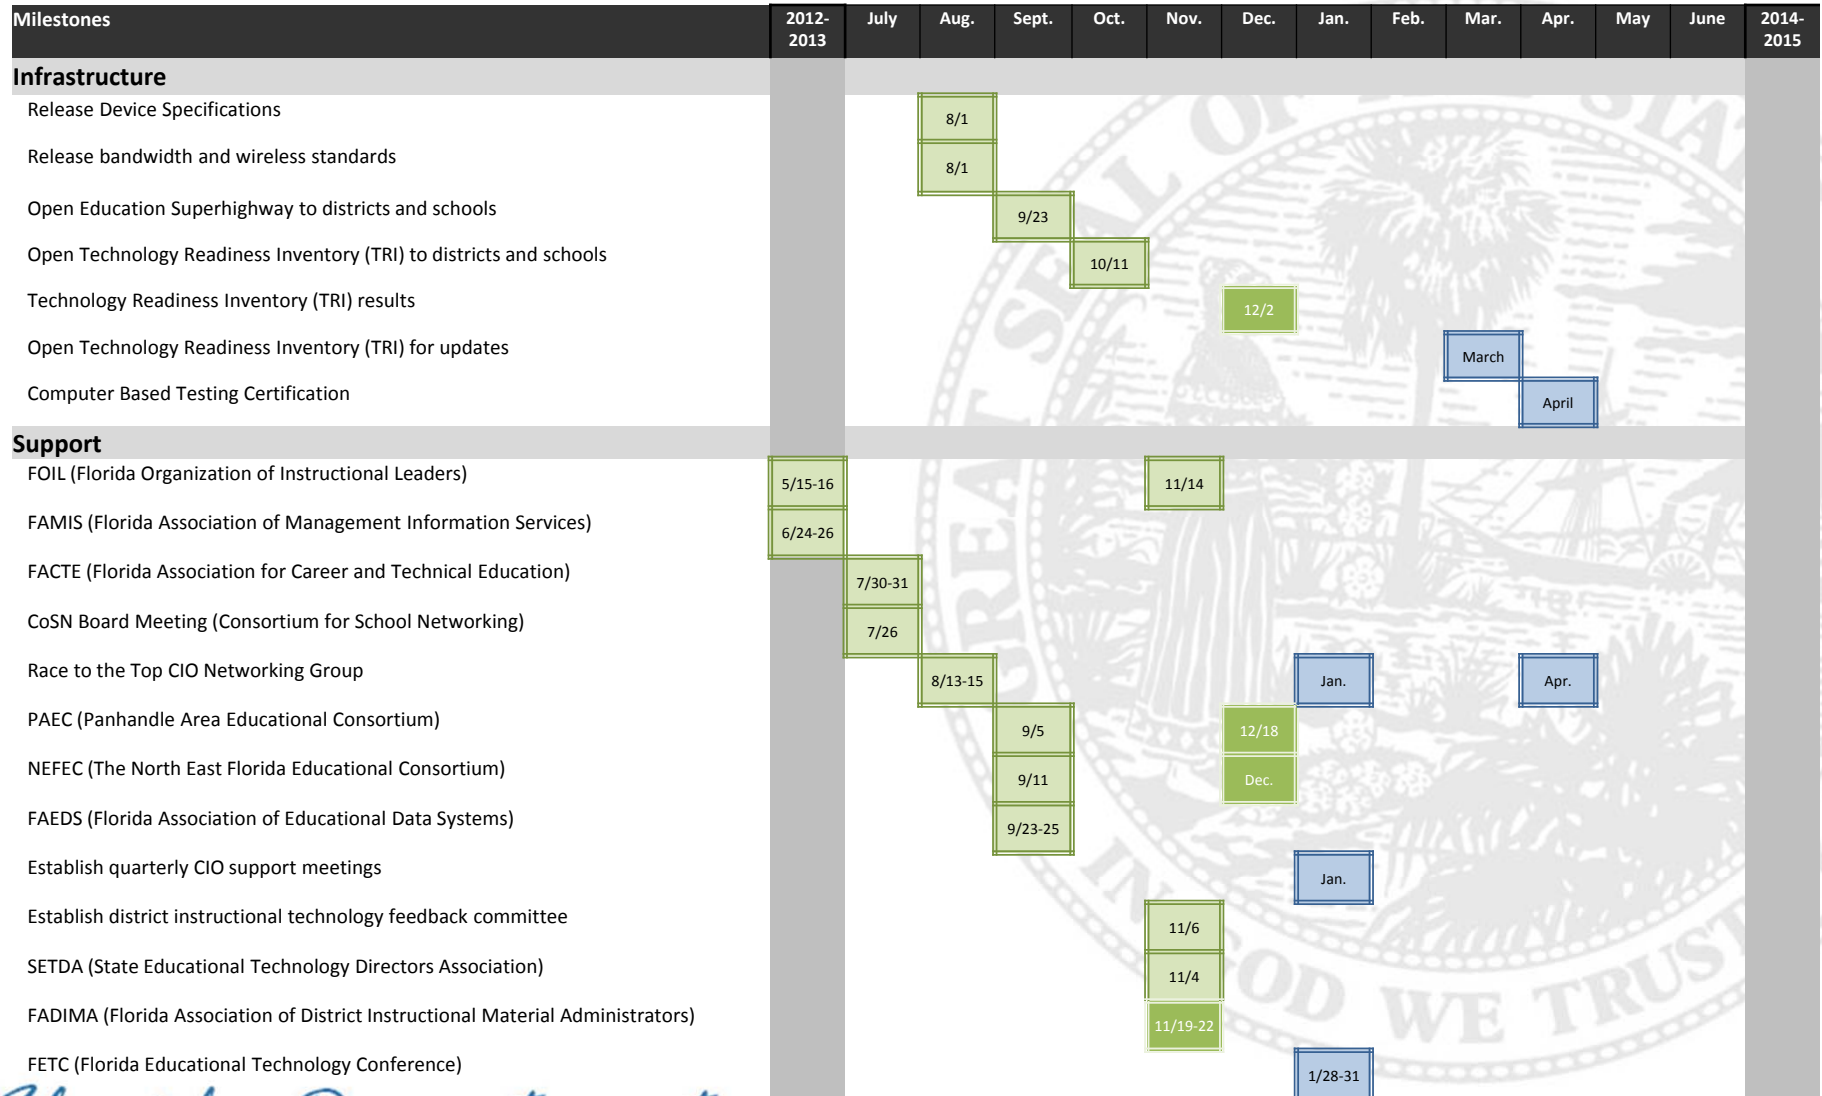 Milestones 2012-2013 July Aug. Sept. Oct. Nov. Dec. Jan. Feb. Mar. Apr. May June 2014-2015
Infrastructure
Release Device Specifications 8/1
Release bandwidth and wireless standards 8/1
Open Education Superhighway to districts and schools 9/23
Open Technology Readiness Inventory (TRI) to districts and schools 10/11
Technology Readiness Inventory (TRI) results 12/2
Open Technology Readiness Inventory (TRI) for updates March
Computer Based Testing Certification April
Support
FOIL (Florida Organization of Instructional Leaders) 5/15-16 11/14
FAMIS (Florida Association of Management Information Services) 6/24-26
FACTE (Florida Association for Career and Technical Education) 7/30-31
CoSN Board Meeting (Consortium for School Networking) 7/26
Race to the Top CIO Networking Group 8/13-15 Jan. Apr.
PAEC (Panhandle Area Educational Consortium) 9/5 12/18
NEFEC (The North East Florida Educational Consortium) 9/11 Dec.
FAEDS (Florida Association of Educational Data Systems) 9/23-25
Establish quarterly CIO support meetings Jan.
Establish district instructional technology feedback committee 11/6
SETDA (State Educational Technology Directors Association) 11/4
FADIMA (Florida Association of District Instructional Material Administrators) 11/19-22
FETC (Florida Educational Technology Conference) 1/28-31
GREAT SEAL OF THE STA
IN GOD WE TRUST